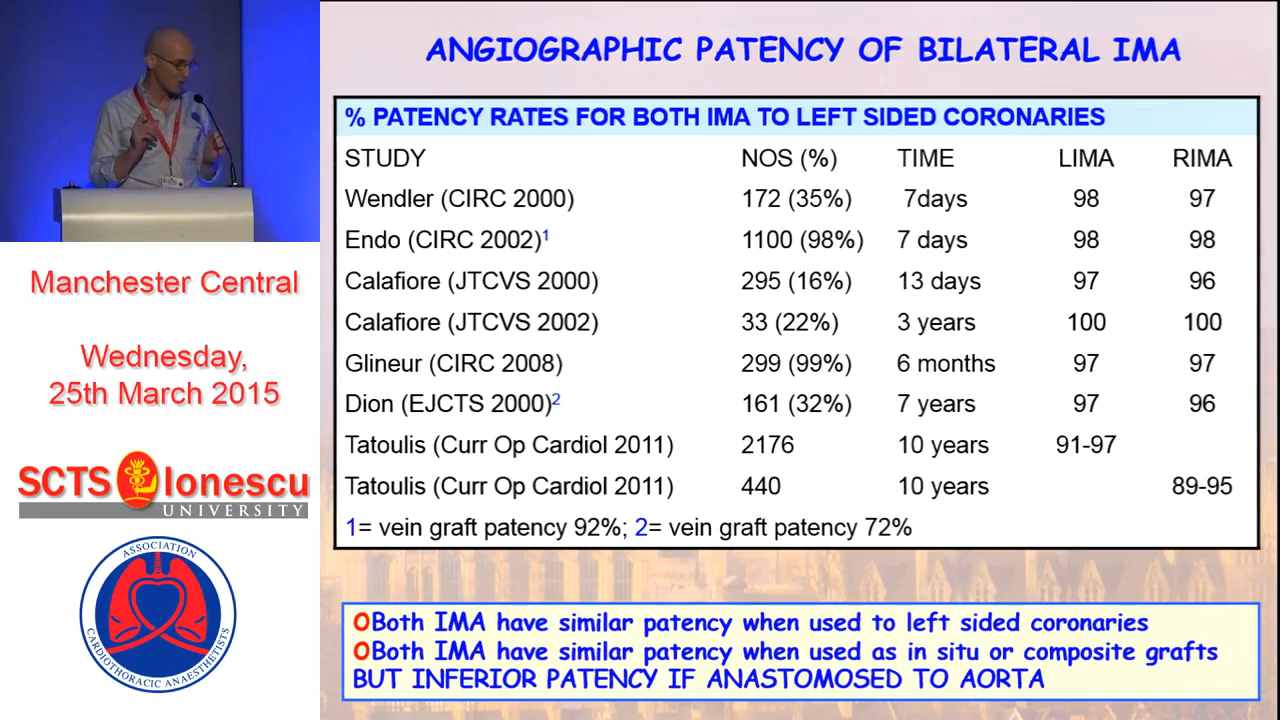 ANGIOGRAPHIC PATENCY OF BILATERAL IMA
% PATENCY RATES FOR BOTH IMA TO LEFT SIDED CORONARIES
STUDY NOS (%) TIME LIMA RIMA
Wendler (CIRC 2000) 172 (35%) 7days 98 97
Endo (CIRC 2002)1 1100 (98%) 7 days 98 98
Calafiore (JTCVS 2000) 295 (16%) 13 days 97 96
Calafiore (JTCVS 2002) 33 (22%) 3 years 100 100
Glineur (CIRC 2008) 299 (99%) 6 months 97 97
Dion (EJCTS 2000)2 161 (32%) 7 years 97 96
Tatoulis (Curr Op Cardiol 2011) 2176 10 years 91-97
Tatoulis (Curr Op Cardiol 2011) 440 10 years 89-95
1= vein graft patency 92%; 2= vein graft patency 72%
OBoth IMA have similar patency when used to left sided coronaries
OBoth IMA have similar patency when used as in situ or composite grafts
BUT INFERIOR PATENCY IF ANASTOMOSED TO AORTA
Manchester Central
Wednesday,
25th March 2015
SCTS Ionescu
UNIVERSITY
ASSOCIATION
CARDIOTHORACIC ANAESTHETISTS